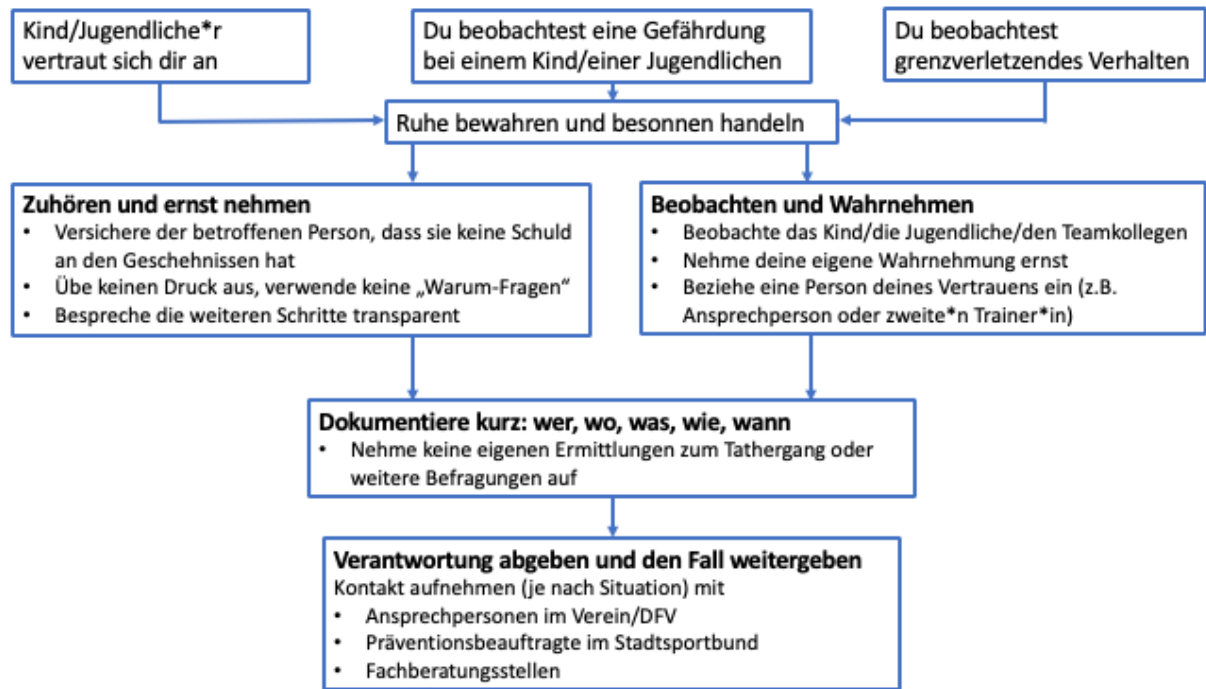 Kind/Jugendliche*r
vertraut sich dir an
Du beobachtest eine Gefährdung
bei einem Kind/einer Jugendlichen
Du beobachtest
grenzverletzendes Verhalten
Ruhe bewahren und besonnen handeln
Zuhören und ernst nehmen
• Versichere der betroffenen Person, dass sie keine Schuld
an den Geschehnissen hat
• Übe keinen Druck aus, verwende keine „Warum-Fragen“
• Bespreche die weiteren Schritte transparent
Beobachten und Wahrnehmen
• Beobachte das Kind/die Jugendliche/den Teamkollegen
• Nehme deine eigene Wahrnehmung ernst
• Beziehe eine Person deines Vertrauens ein (z.B.
Ansprechperson oder zweite*n Trainer*in)
Dokumentiere kurz: wer, wo, was, wie, wann
• Nehme keine eigenen Ermittlungen zum Tathergang oder
weitere Befragungen auf
Verantwortung abgeben und den Fall weitergeben
Kontakt aufnehmen (je nach Situation) mit
• Ansprechpersonen im Verein/DFV
• Präventionsbeauftragte im Stadtsportbund
• Fachberatungsstellen